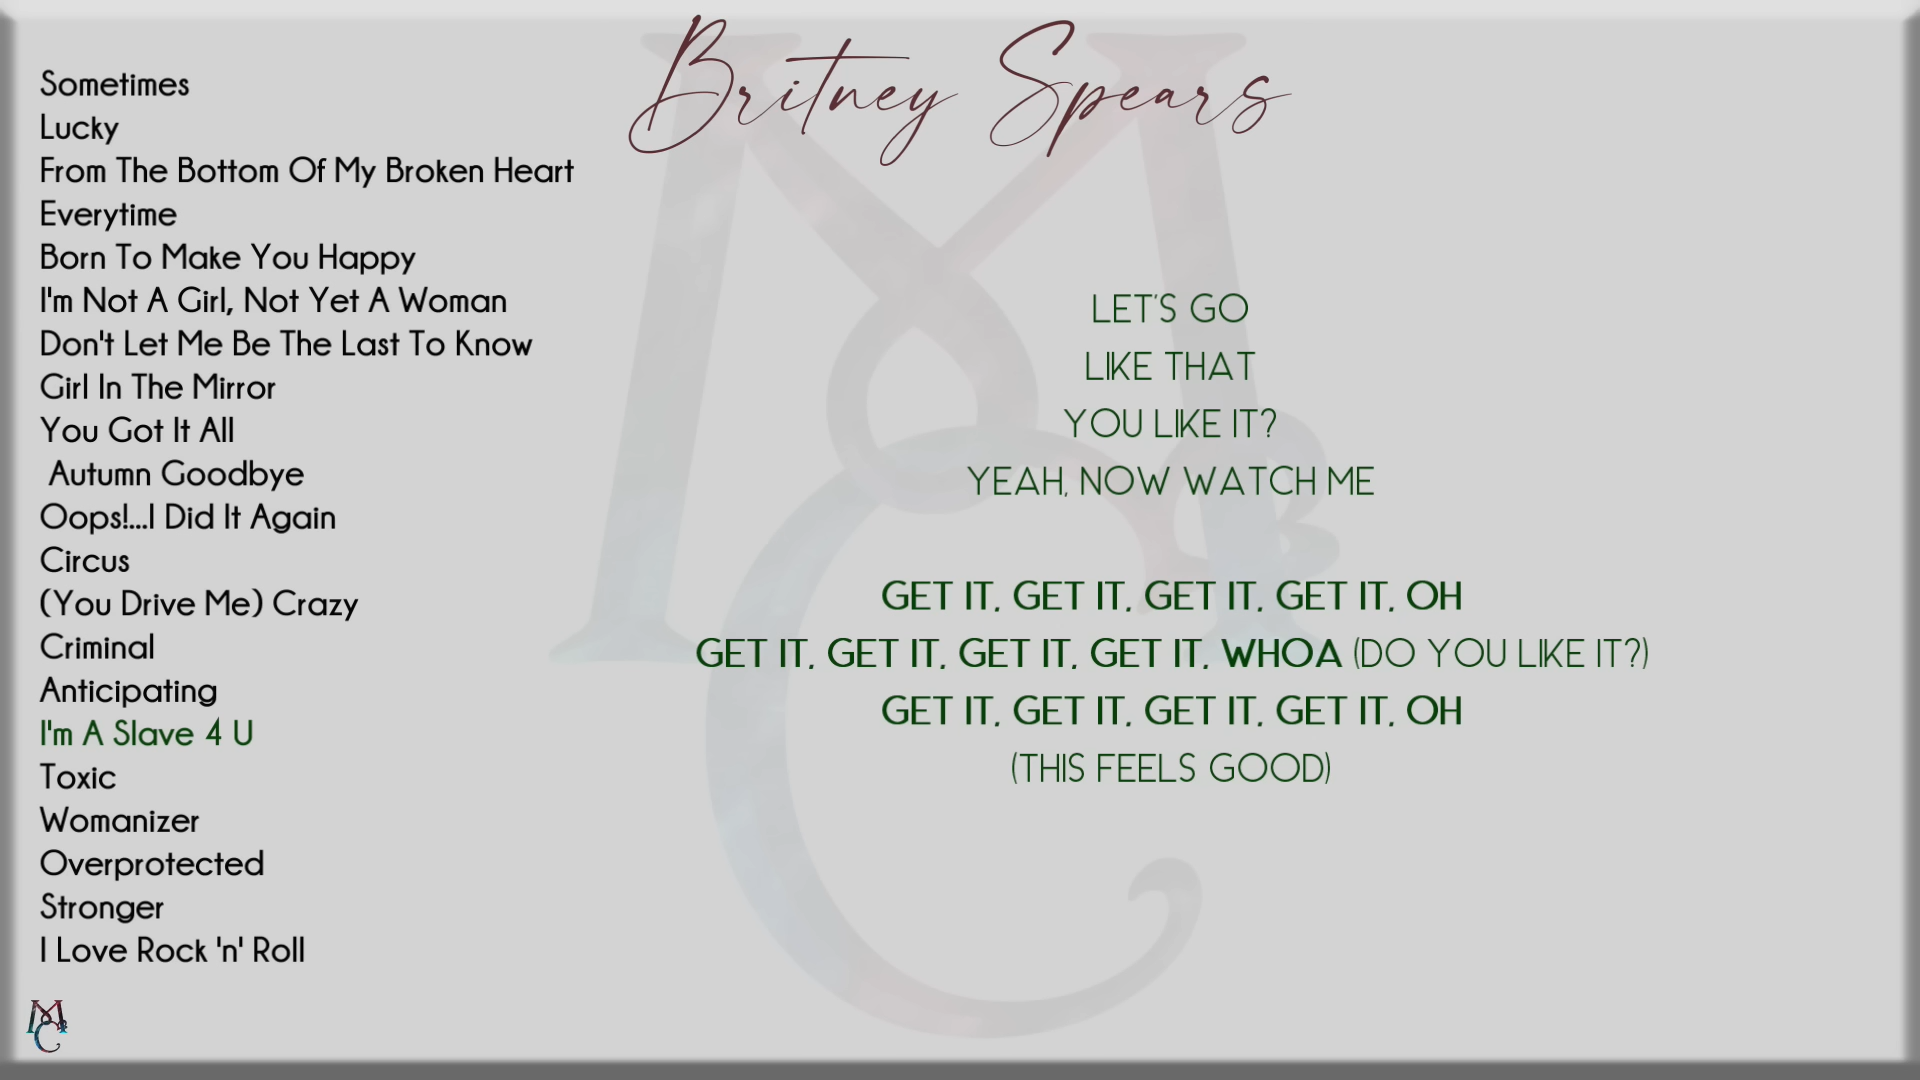 Britney Spears
Sometimes
Lucky
From The Bottom Of My Broken Heart
Everytime
Born To Make You Happy
I'm Not A Girl, Not Yet A Woman
Don't Let Me Be The Last To Know
Girl In The Mirror
You Got It All
Autumn Goodbye
Oops!...I Did It Again
Circus
(You Drive Me) Crazy
Criminal
Anticipating
I'm A Slave 4 U
Toxic
Womanizer
Overprotected
Stronger
I Love Rock 'n' Roll
LET'S GO
LIKE THAT
YOU LIKE IT?
YEAH, NOW WATCH ME
GET IT, GET IT, GET IT, GET IT, OH
GET IT, GET IT, GET IT, GET IT, WHOA (DO YOU LIKE IT?)
GET IT, GET IT, GET IT, GET IT, OH
(THIS FEELS GOOD)